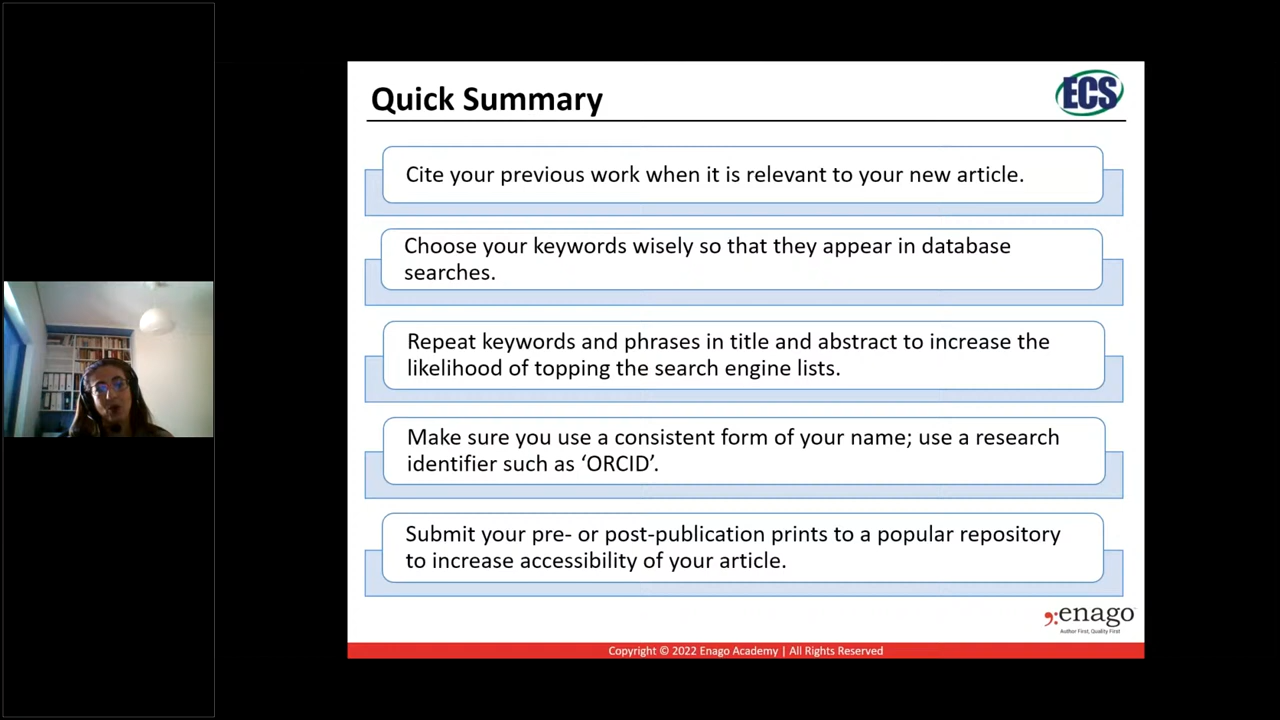 Quick Summary
ECS
Cite your previous work when it is relevant to your new article.
Choose your keywords wisely so that they appear in database
searches.
Repeat keywords and phrases in title and abstract to increase the
likelihood of topping the search engine lists.
Make sure you use a consistent form of your name; use a research
identifier such as ‘ORCID’.
Submit your pre- or post-publication prints to a popular repository
to increase accessibility of your article.
enago
Author First, Quality First
Copyright © 2022 Enago Academy | All Rights Reserved